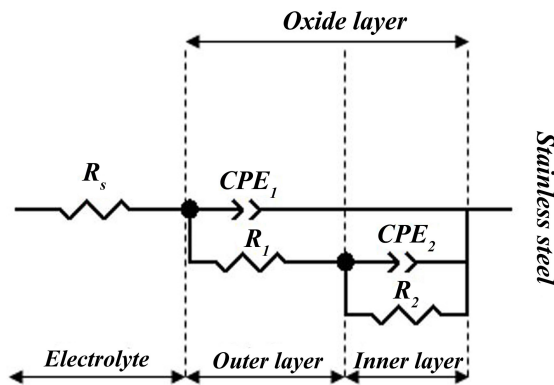 Oxide layer
R_s
CPE_1
R_1
CPE_2
R_2
Stainless steel
Electrolyte
Outer layer
Inner layer